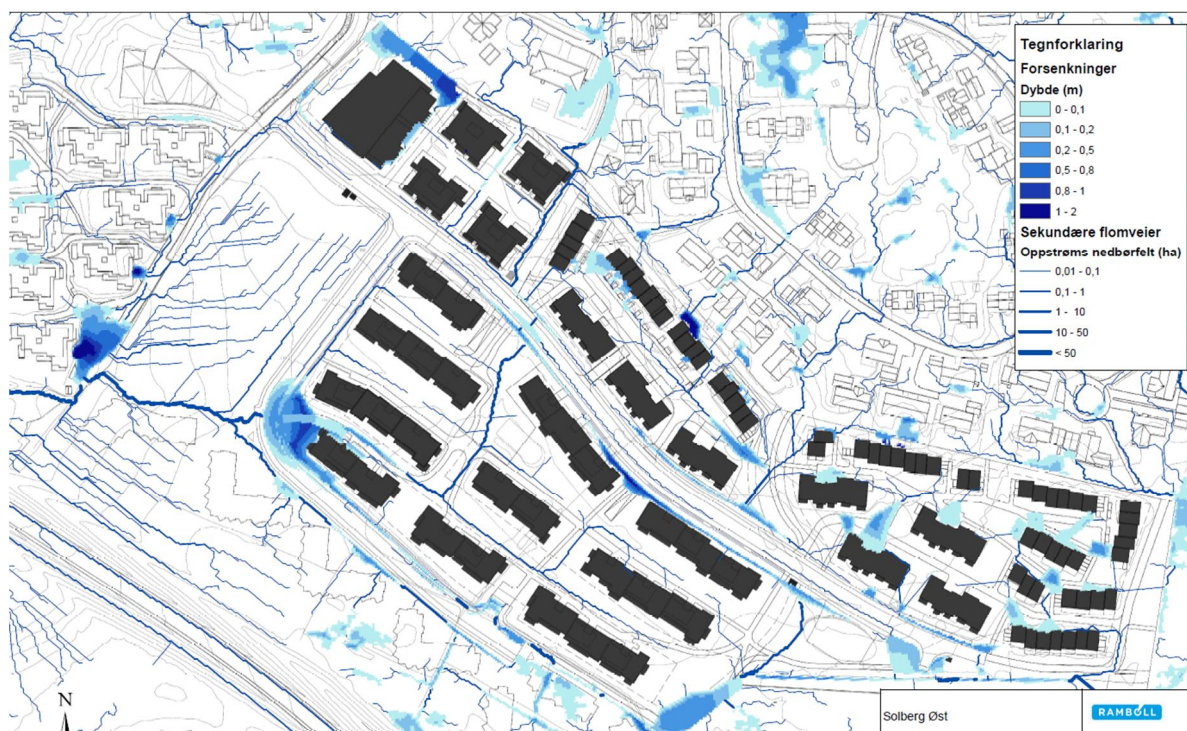 Tegnforklaring
Forsenkninger
Dybde (m)
0 - 0,1
0,1 - 0,2
0,2 - 0,5
0,5 - 0,8
0,8 - 1
1 - 2
Sekundære flomveier
Oppstrøms nedbørfelt (ha)
0,01 - 0,1
0,1 - 1
1 - 10
10 - 50
< 50
N
Solberg Øst
RAMBOLL